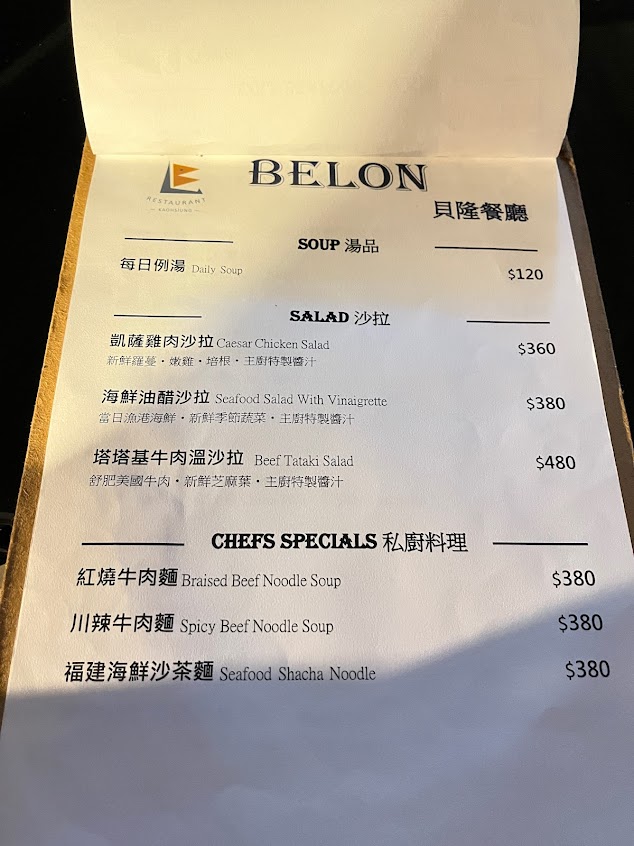 BELON
RESTAURANT
— KAOHSIUNG —
貝隆餐廳
SOUP 湯品
每日例湯 Daily Soup $120
SALAD 沙拉
凱薩雞肉沙拉 Caesar Chicken Salad $360
新鮮羅蔓・嫩雞・培根・主廚特製醬汁
海鮮油醋沙拉 Seafood Salad With Vinaigrette $380
當日漁港海鮮・新鮮季節蔬菜・主廚特製醬汁
塔塔基牛肉溫沙拉 Beef Tataki Salad $480
舒肥美國牛肉・新鮮芝麻葉・主廚特製醬汁
CHEFS SPECIALS 私廚料理
紅燒牛肉麵 Braised Beef Noodle Soup $380
川辣牛肉麵 Spicy Beef Noodle Soup $380
福建海鮮沙茶麵 Seafood Shacha Noodle $380